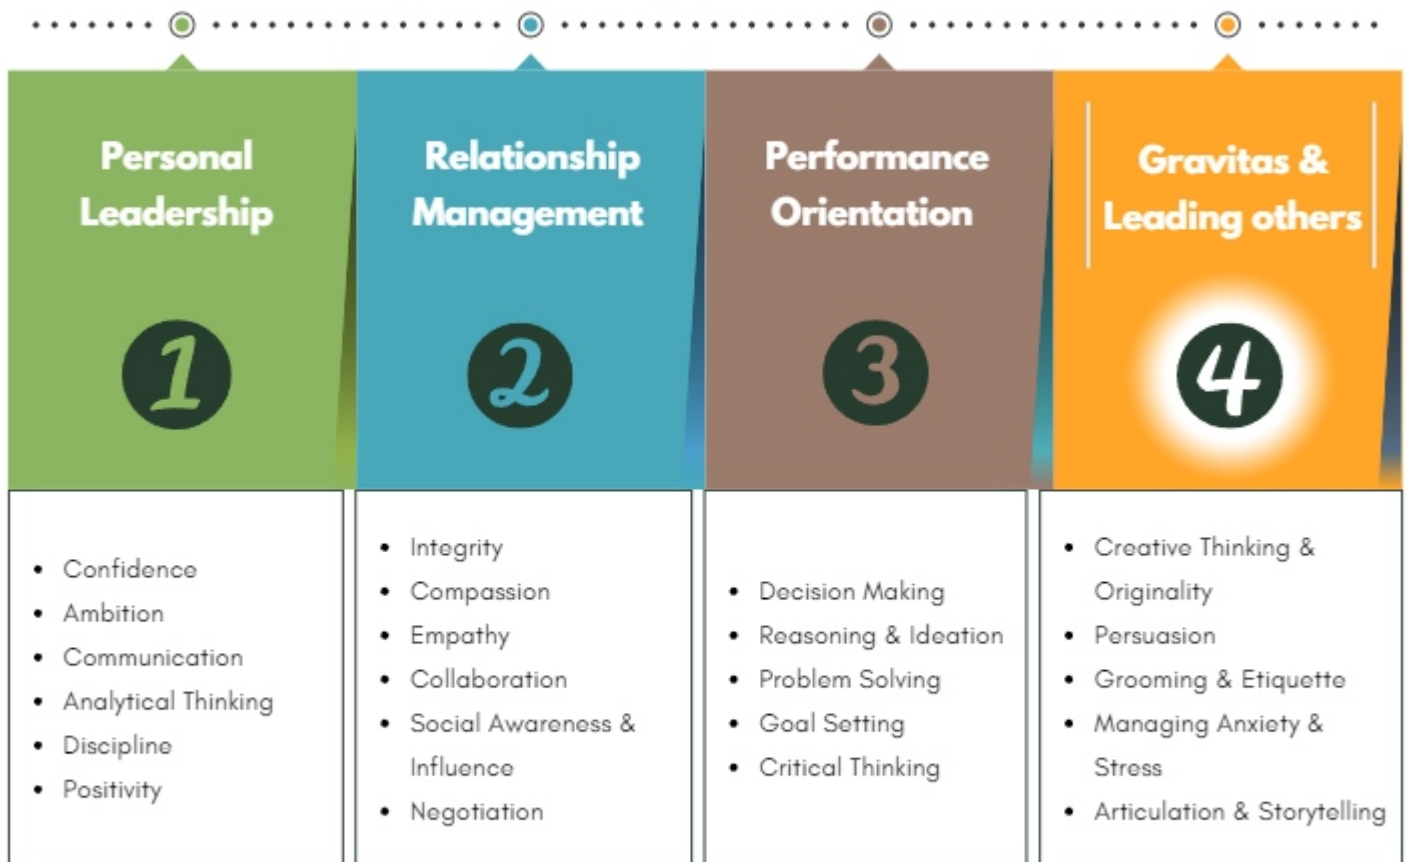 Personal
Leadership
1
Confidence
Ambition
Communication
Analytical Thinking
Discipline
Positivity
Relationship
Management
2
Integrity
Compassion
Empathy
Collaboration
Social Awareness &
Influence
Negotiation
Performance
Orientation
3
Decision Making
Reasoning & Ideation
Problem Solving
Goal Setting
Critical Thinking
Gravitas &
Leading others
4
Creative Thinking &
Originality
Persuasion
Grooming & Etiquette
Managing Anxiety &
Stress
Articulation & Storytelling